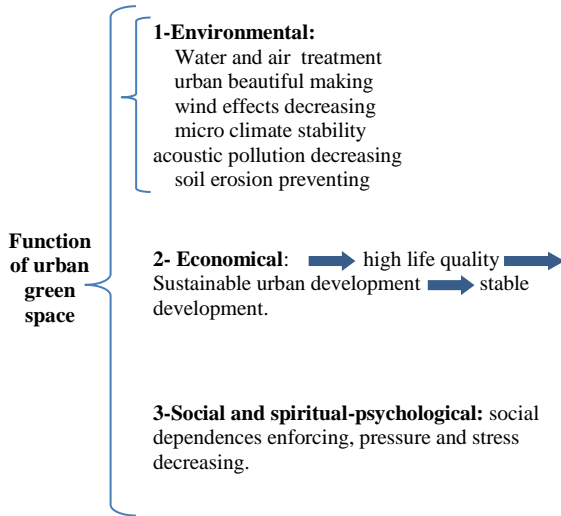 Function
of urban
green
space
1-Environmental:
Water and air treatment
urban beautiful making
wind effects decreasing
micro climate stability
acoustic pollution decreasing
soil erosion preventing
2- Economical: high life quality
Sustainable urban development stable
development.
3-Social and spiritual-psychological: social
dependences enforcing, pressure and stress
decreasing.